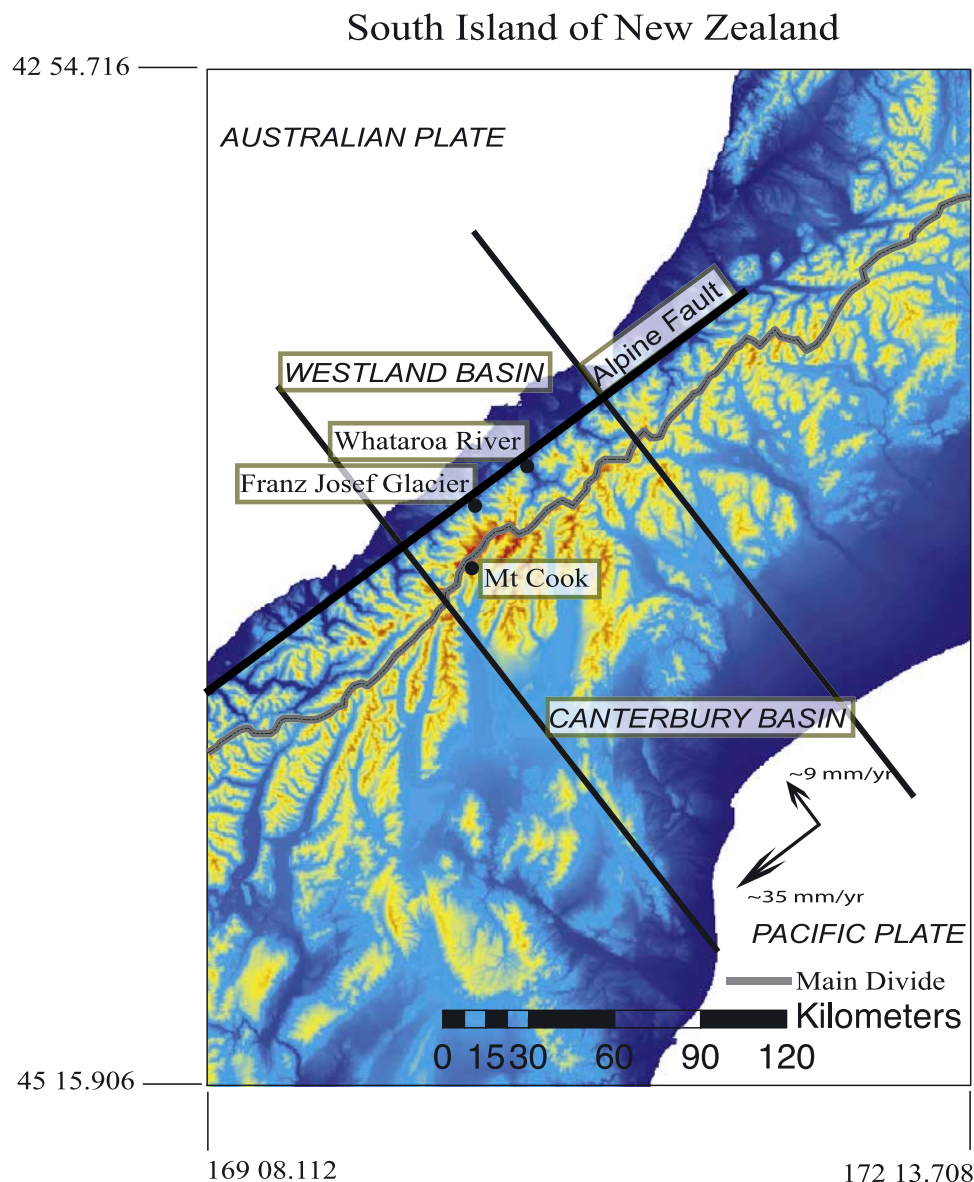 South Island of New Zealand
42 54.716
AUSTRALIAN PLATE
Alpine Fault
WESTLAND BASIN
Whataroa River
Franz Josef Glacier
Mt Cook
CANTERBURY BASIN
~9 mm/yr
~35 mm/yr
PACIFIC PLATE
Main Divide
Kilometers
0 15 30 60 90 120
45 15.906
169 08.112
172 13.708